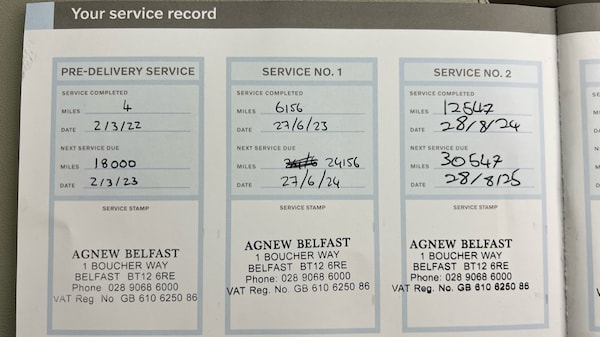 Your service record
PRE-DELIVERY SERVICE
SERVICE COMPLETED
MILES 4
DATE 2/3/22
NEXT SERVICE DUE
MILES 18000
DATE 2/3/23
SERVICE STAMP
AGNEW BELFAST
1 BOUCHER WAY
BELFAST BT12 6RE
Phone 028 9068 6000
VAT Reg No GB 610 6250 86
SERVICE NO. 1
SERVICE COMPLETED
MILES 6156
DATE 27/6/23
NEXT SERVICE DUE
MILES 24156
DATE 27/6/24
SERVICE STAMP
AGNEW BELFAST
1 BOUCHER WAY
BELFAST BT12 6RE
Phone: 028 9068 6000
VAT Reg. No. GB 610 6250 86
SERVICE NO. 2
SERVICE COMPLETED
MILES 12547
DATE 28/8/24
NEXT SERVICE DUE
MILES 30547
DATE 28/8/25
SERVICE STAMP
AGNEW BELFAST
1 BOUCHER WAY
BELFAST BT12 6RE
Phone: 028 9068 6000
VAT Reg. No. GB 610 6250 86